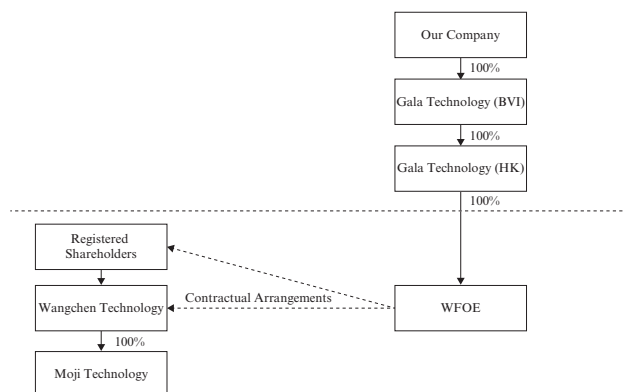 Our Company
100%
Gala Technology (BVI)
100%
Gala Technology (HK)
100%
Registered
Shareholders
Contractual Arrangements
Wangchen Technology
WFOE
100%
Moji Technology